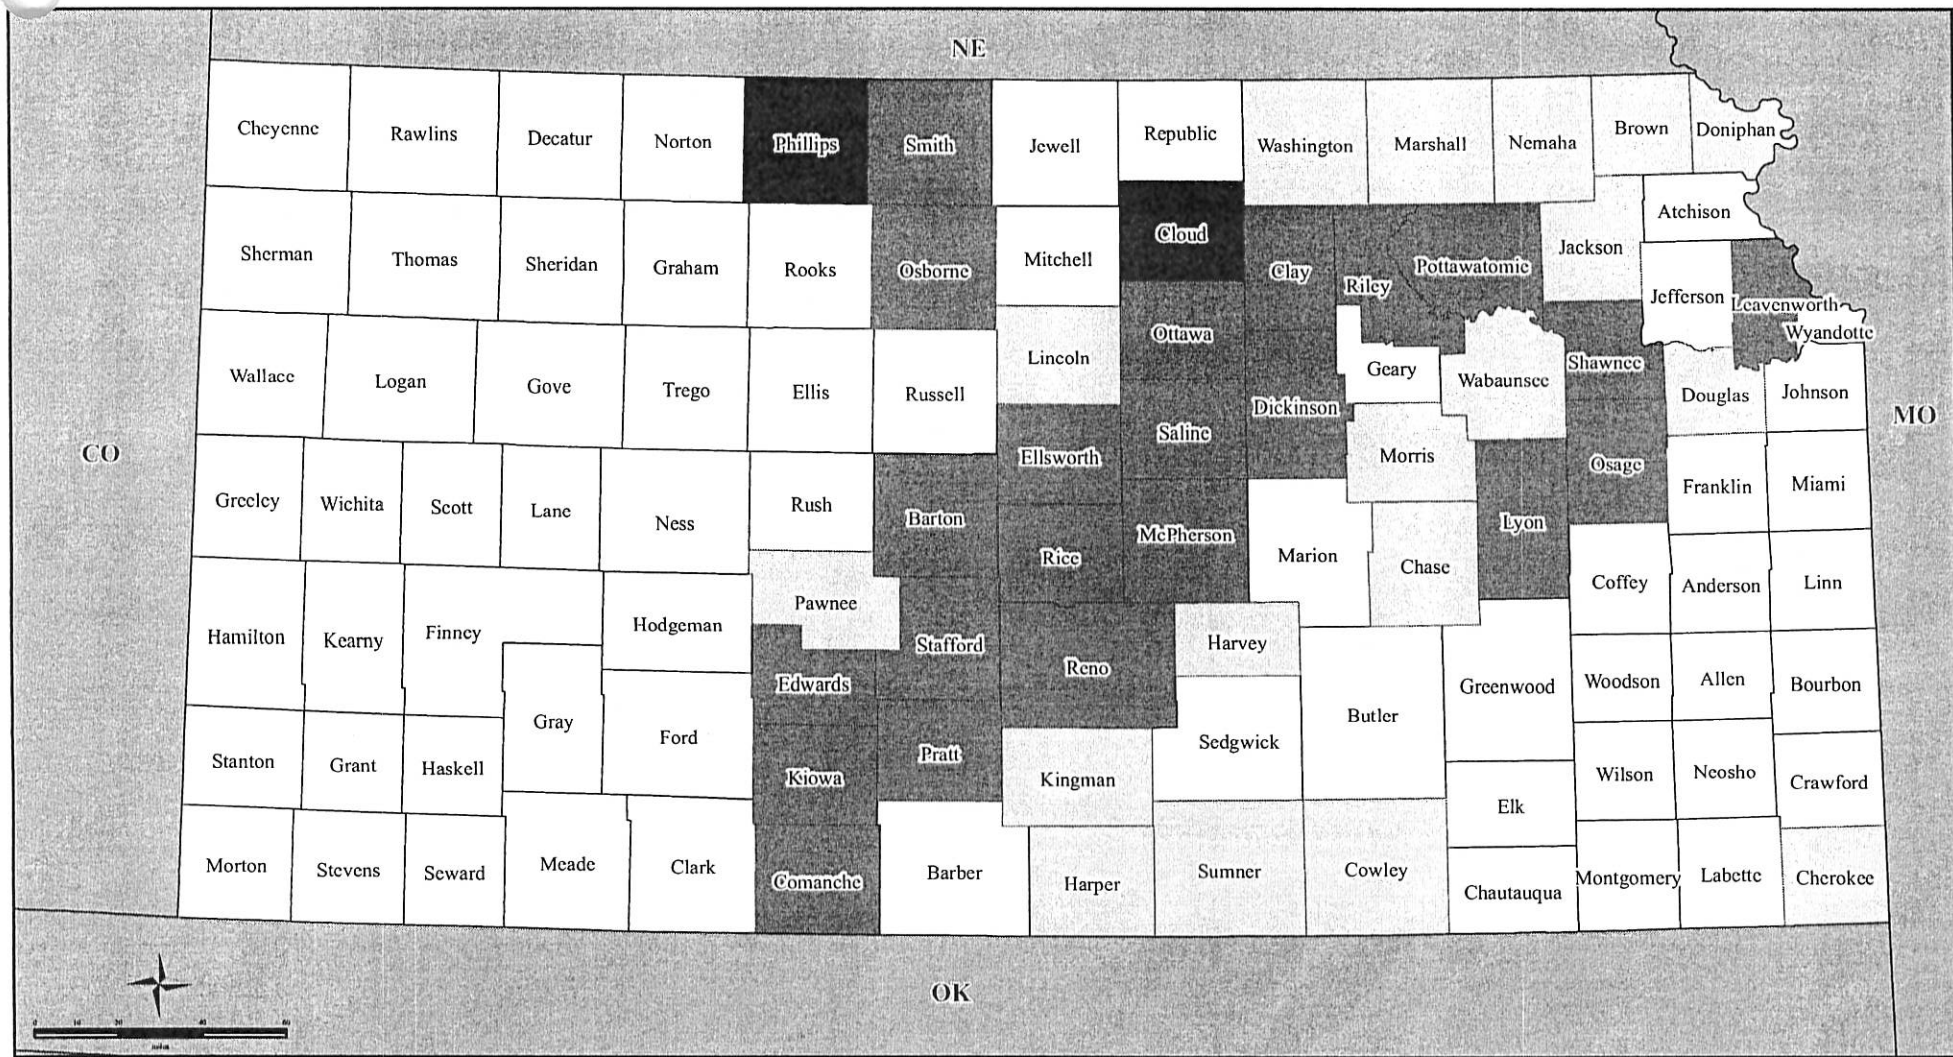 NE
Cheyenne Rawlins Decatur Norton Phillips Smith Jewell Republic Washington Marshall Nemaha Brown Doniphan
Sherman Thomas Sheridan Graham Rooks Osborne Mitchell Cloud Clay Riley Pottawatomie Jackson Atchison
Jefferson Leavenworth
Wyandotte
Wallace Logan Gove Trego Ellis Russell Lincoln Ottawa Geary Wabaunsee Shawnee Douglas Johnson
Saline Dickinson
CO
MO
Greeley Wichita Scott Lane Ness Rush Barton Ellsworth Morris Osage Franklin Miami
Rice McPherson Marion Chase Lyon
Coffey Anderson Linn
Hamilton Kearny Finney Hodgeman Pawnee Stafford Reno Harvey
Edwards
Greenwood Woodson Allen Bourbon
Gray Ford Butler
Stanton Grant Haskell Kiowa Pratt Kingman Sedgwick Wilson Neosho Crawford
Elk
Morton Stevens Seward Meade Clark Comanche Barber Harper Sumner Cowley Chautauqua Montgomery Labette Cherokee
OK